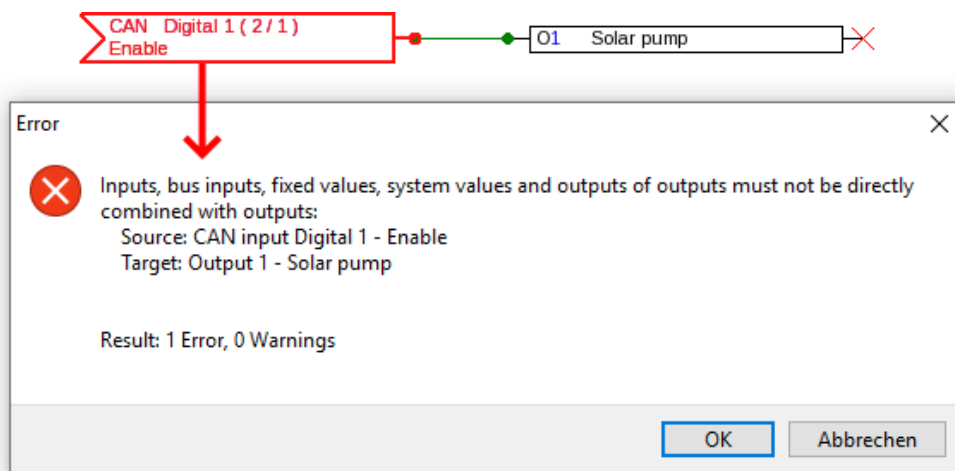 CAN Digital 1 ( 2 / 1 )
Enable
O1 Solar pump
Error
Inputs, bus inputs, fixed values, system values and outputs of outputs must not be directly
combined with outputs:
Source: CAN input Digital 1 - Enable
Target: Output 1 - Solar pump
Result: 1 Error, 0 Warnings
OK
Abbrechen